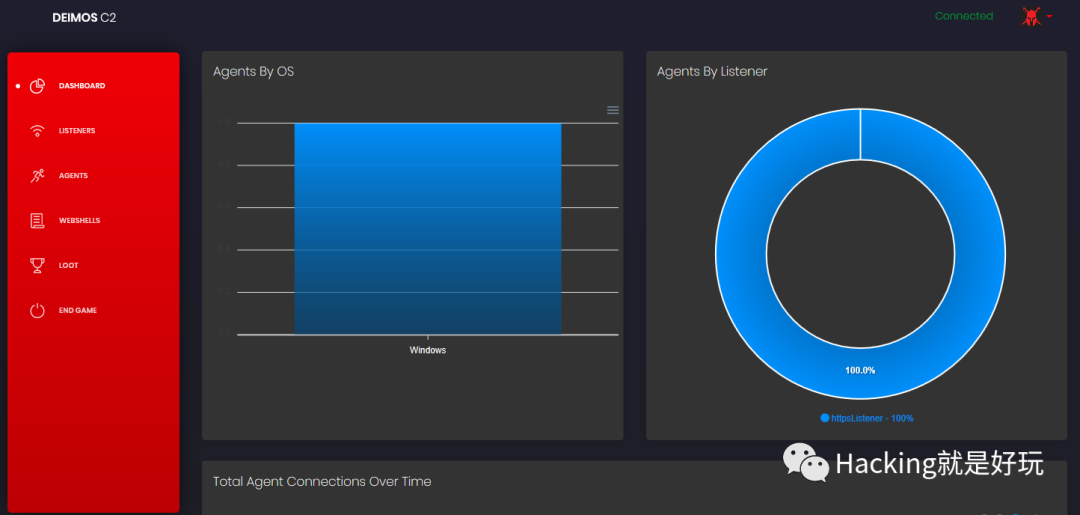 DEIMOS C2
Connected
DASHBOARD
LISTENERS
AGENTS
WEBSHELLS
LOOT
END GAME
Agents By OS
Windows
Agents By Listener
100.0%
httpsListener - 100%
Total Agent Connections Over Time
Hacking就是好玩